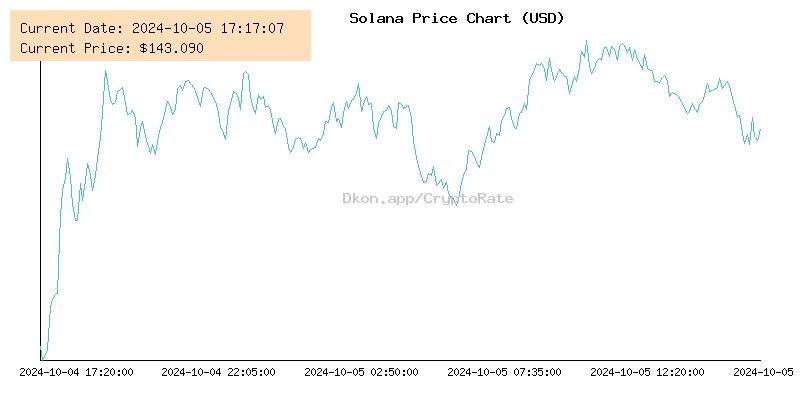 Solana Price Chart (USD)
Current Date: 2024-10-05 17:17:07
Current Price: $143.090
Dkon.app/CryptoRate
2024-10-04 17:20:00 2024-10-04 22:05:00 2024-10-05 02:50:00 2024-10-05 07:35:00 2024-10-05 12:20:00 2024-10-05